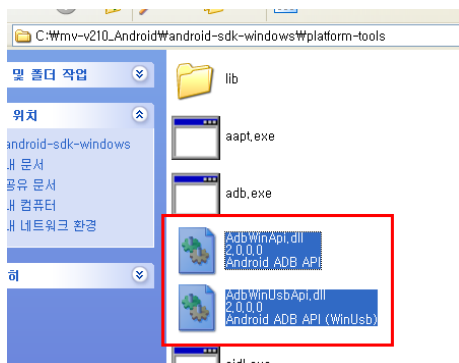 C:₩mv-v210_Android₩android-sdk-windows₩platform-tools
및 폴더 작업
위치
android-sdk-windows
내 문서
공유 문서
내 컴퓨터
내 네트워크 환경
lib
aapt.exe
adb.exe
AdbWinApi.dll
2.0.0.0
Android ADB API
AdbWinUsbApi.dll
2.0.0.0
Android ADB API (WinUsb)